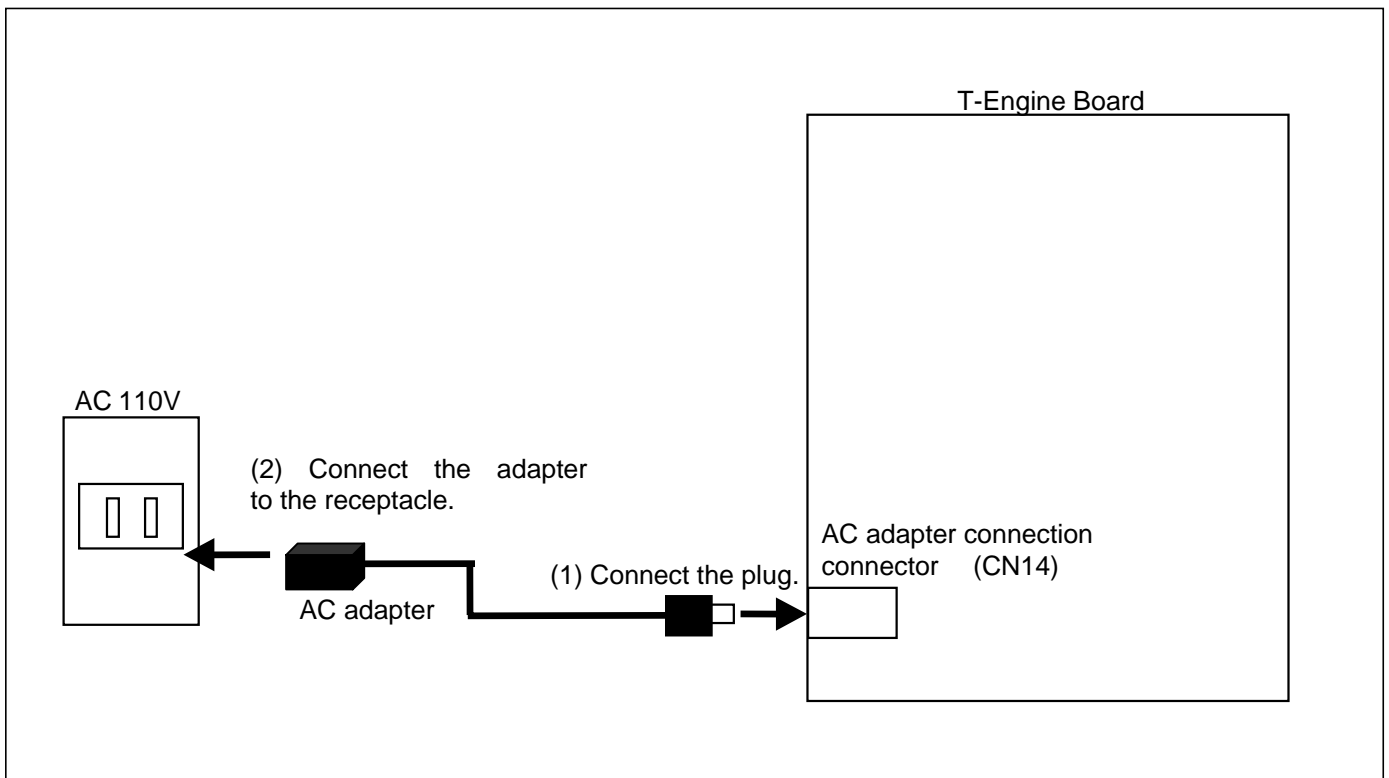 T-Engine Board
AC 110V
(2) Connect the adapter
to the receptacle.
AC adapter
(1) Connect the plug.
AC adapter connection
connector (CN14)